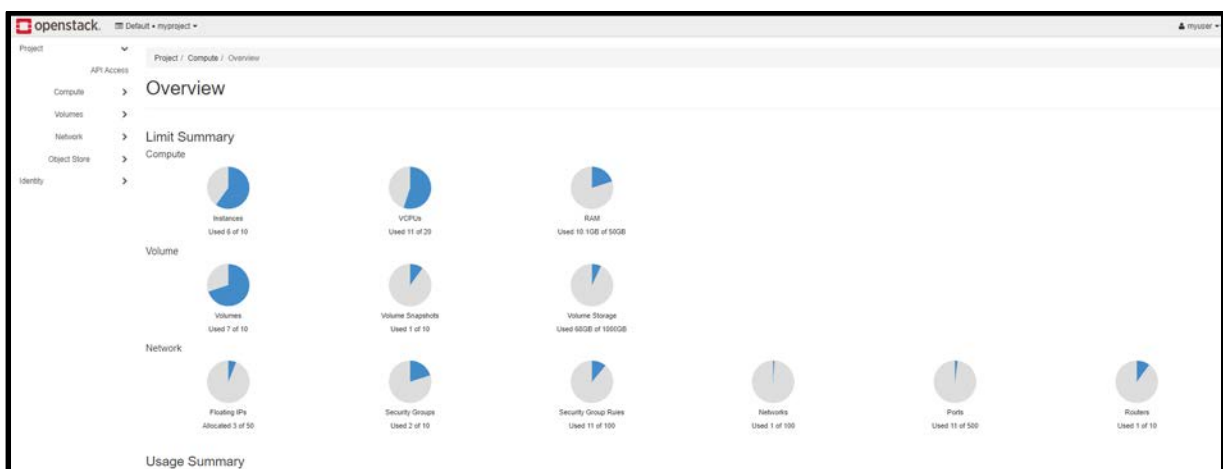 openstack. Default • myproject myuser
Project
API Access
Compute
Volumes
Network
Object Store
Identity
Project / Compute / Overview
Overview
Limit Summary
Compute
Instances VCPUs RAM
Used 6 of 10 Used 11 of 20 Used 10.1GB of 50GB
Volume
Volumes Volume Snapshots Volume Storage
Used 7 of 10 Used 1 of 10 Used 68GB of 1000GB
Network
Floating IPs Security Groups Security Group Rules Networks Ports Routers
Allocated 3 of 50 Used 2 of 10 Used 11 of 100 Used 1 of 100 Used 11 of 500 Used 1 of 10
Usage Summary